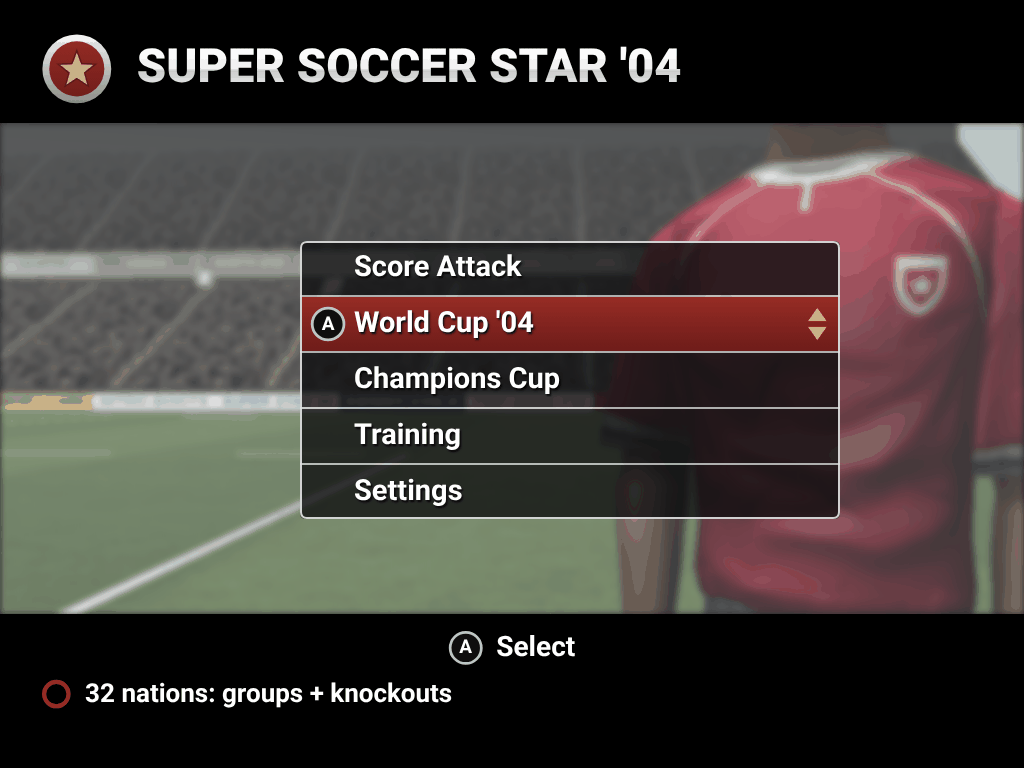 SUPER SOCCER STAR '04
Score Attack
A World Cup '04
Champions Cup
Training
Settings
A Select
32 nations: groups + knockouts